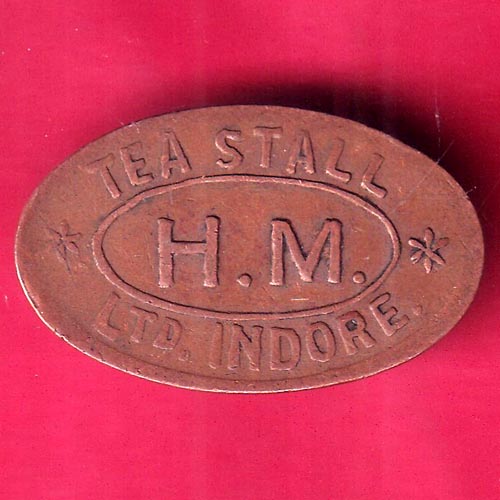 TEA STALL
H.M.
LTD. INDORE.